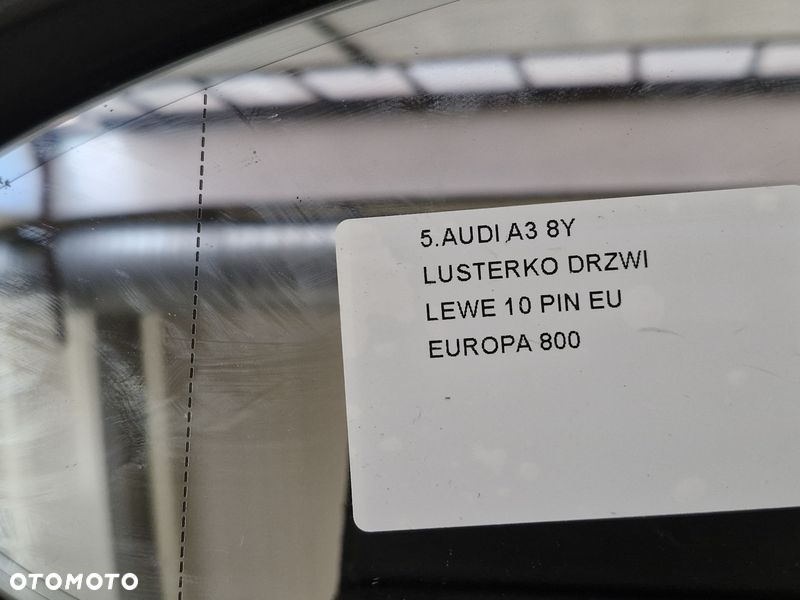 5.AUDI A3 8Y
LUSTERKO DRZWI
LEWE 10 PIN EU
EUROPA 800
OTOMOTO